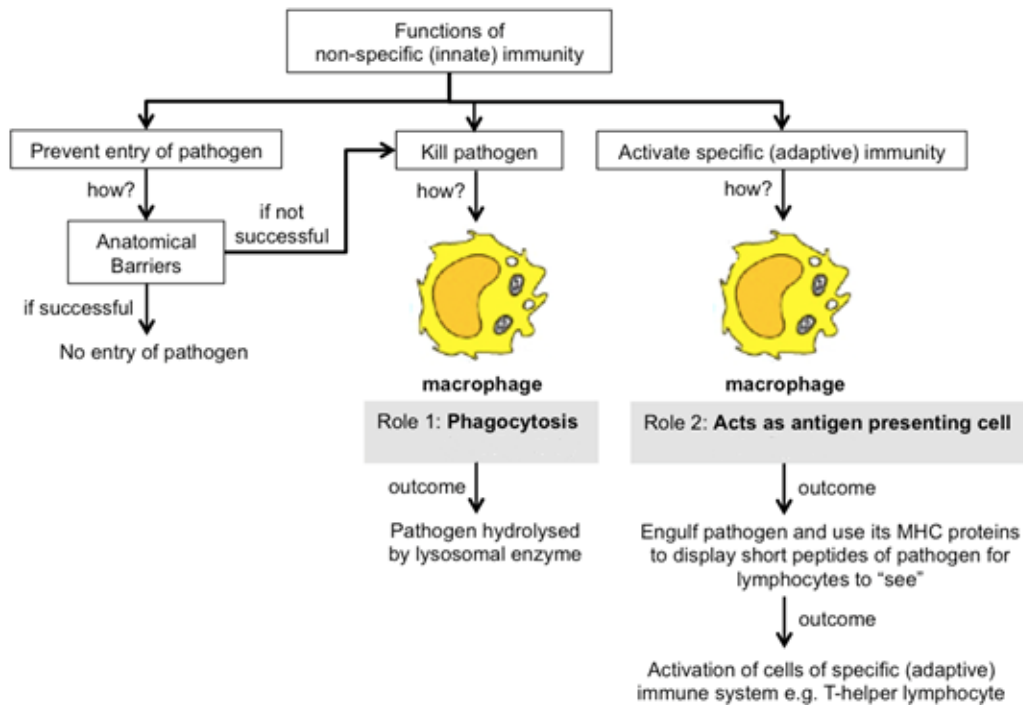 Functions of
non-specific (innate) immunity
Prevent entry of pathogen
Kill pathogen
Activate specific (adaptive) immunity
how?
how?
how?
Anatomical
Barriers
if not
successful
if successful
No entry of pathogen
macrophage
macrophage
Role 1: Phagocytosis
Role 2: Acts as antigen presenting cell
outcome
outcome
Pathogen hydrolysed
by lysosomal enzyme
Engulf pathogen and use its MHC proteins
to display short peptides of pathogen for
lymphocytes to “see”
outcome
Activation of cells of specific (adaptive)
immune system e.g. T-helper lymphocyte